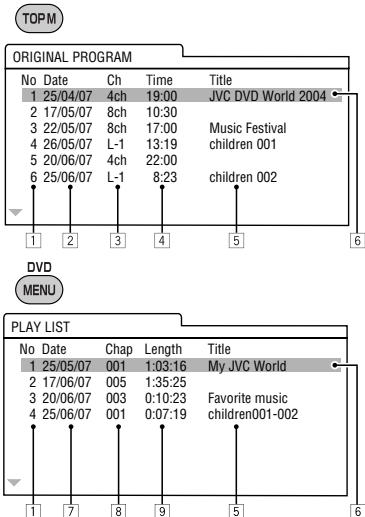 TOP M
ORIGINAL PROGRAM
No Date Ch Time Title
1 25/04/07 4ch 19:00 JVC DVD World 2004
2 17/05/07 8ch 10:30
3 22/05/07 8ch 17:00 Music Festival
4 26/05/07 L-1 13:19 children 001
5 20/06/07 4ch 22:00
6 25/06/07 L-1 8:23 children 002
1 2 3 4 5 6
DVD
MENU
PLAY LIST
No Date Chap Length Title
1 25/05/07 001 1:03:16 My JVC World
2 17/06/07 005 1:35:25
3 20/06/07 003 0:10:23 Favorite music
4 25/06/07 001 0:07:19 children001-002
1 7 8 9 5 6